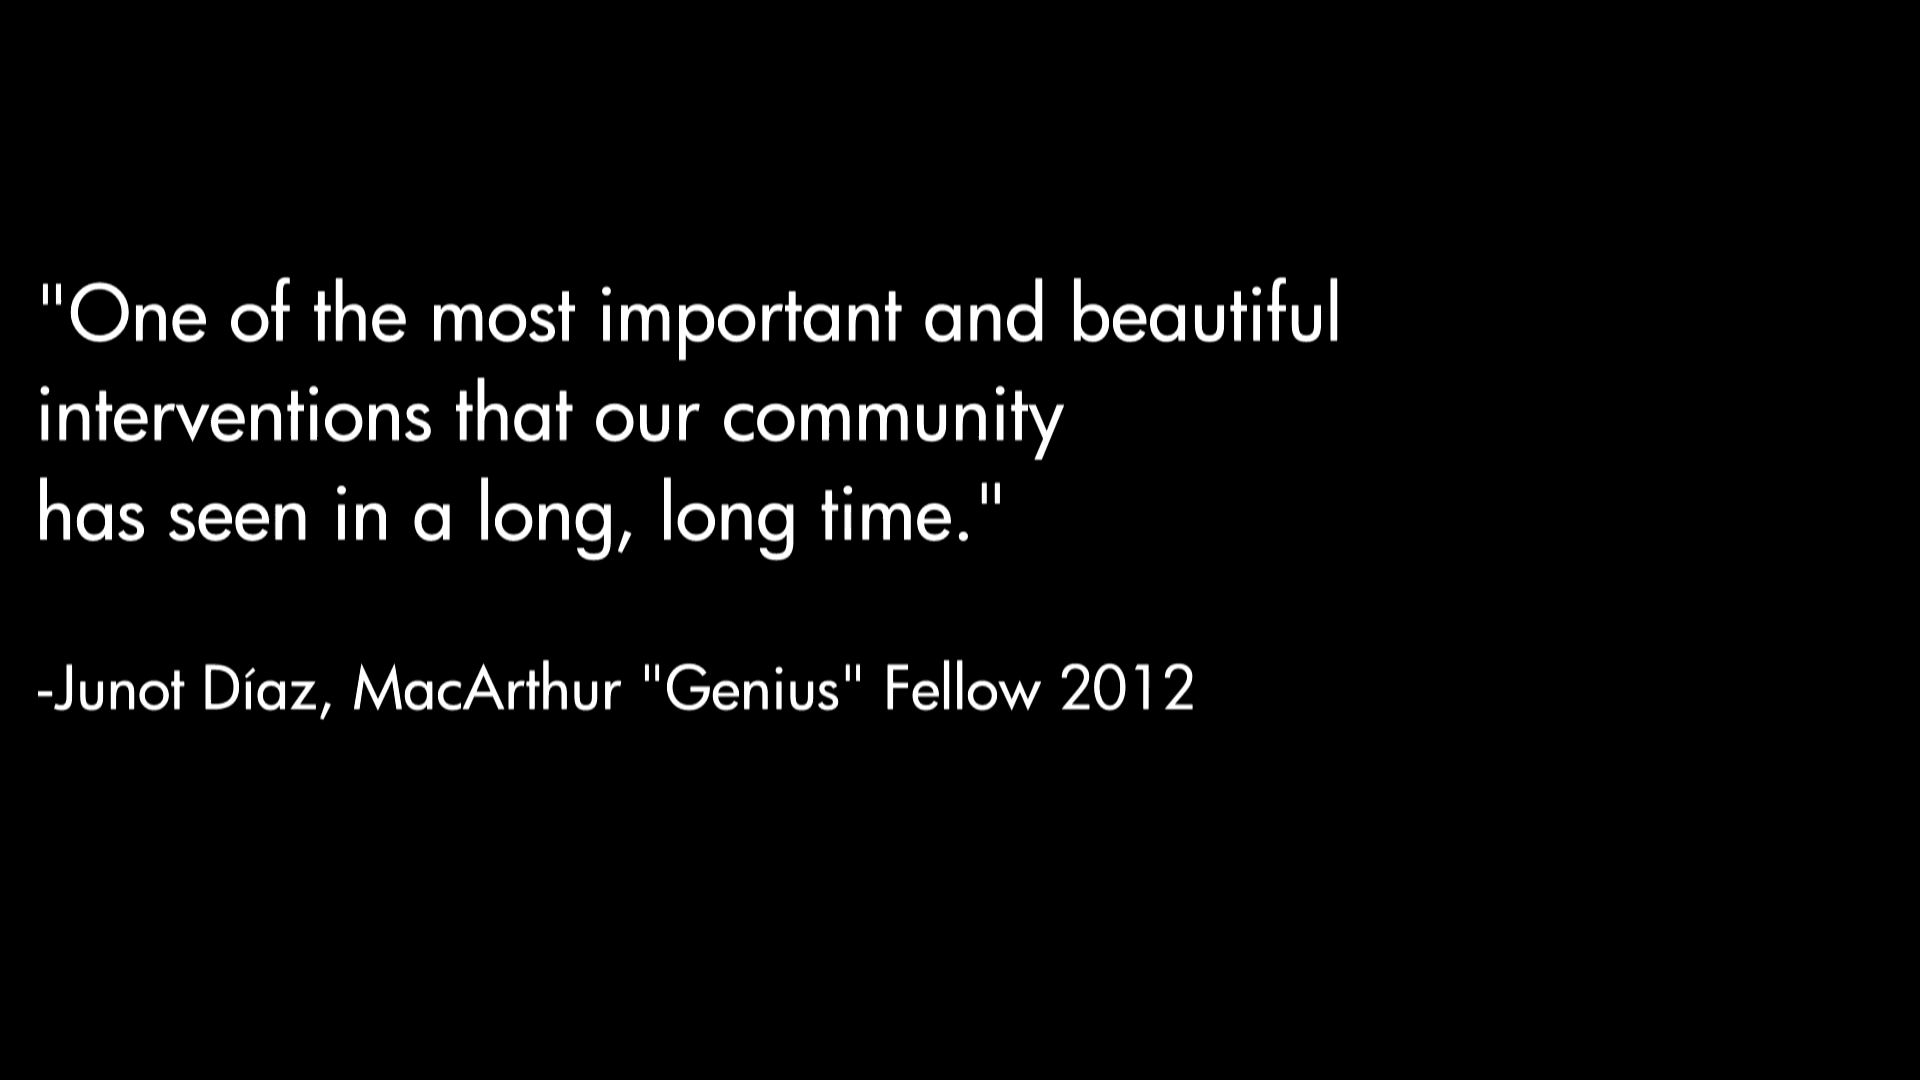 "One of the most important and beautiful
interventions that our community
has seen in a long, long time."
-Junot Díaz, MacArthur "Genius" Fellow 2012